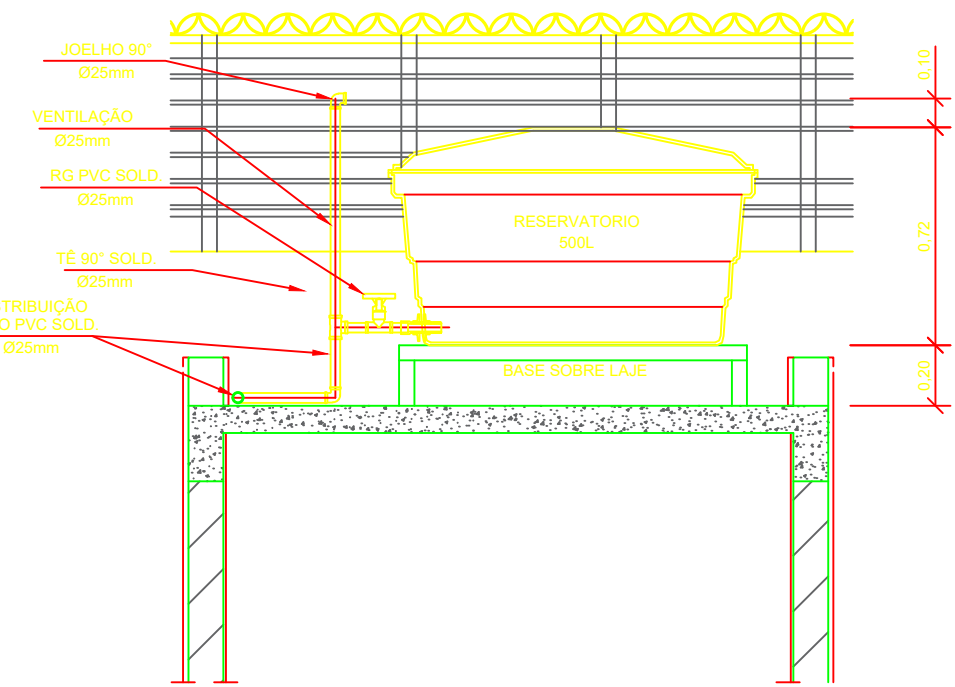 JOELHO 90°
Ø25mm
VENTILAÇÃO
Ø25mm
RG PVC SOLD.
Ø25mm
TÊ 90° SOLD.
Ø25mm
STRIBUIÇÃO
O PVC SOLD.
Ø25mm
RESERVATORIO
500L
BASE SOBRE LAJE
0,10
0,72
0,20